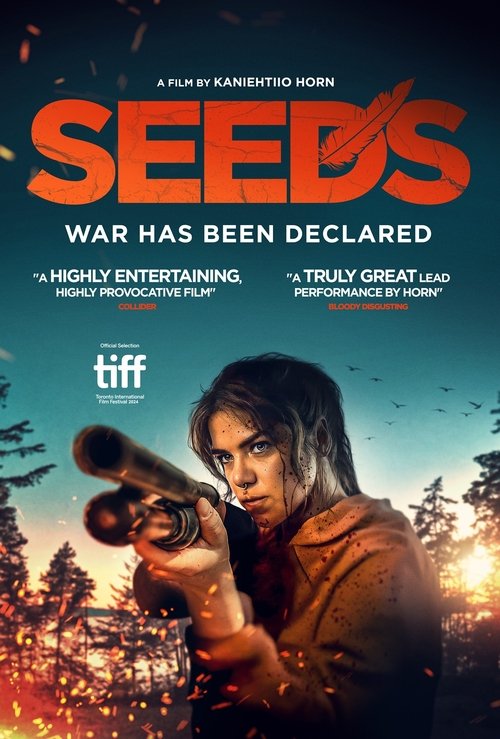 A FILM BY KANIEHTIIO HORN
SEEDS
WAR HAS BEEN DECLARED
"A HIGHLY ENTERTAINING,
HIGHLY PROVOCATIVE FILM"
COLLIDER
"A TRULY GREAT LEAD
PERFORMANCE BY HORN"
BLOODY DISGUSTING
Official Selection
tiff
Toronto International
Film Festival 2024